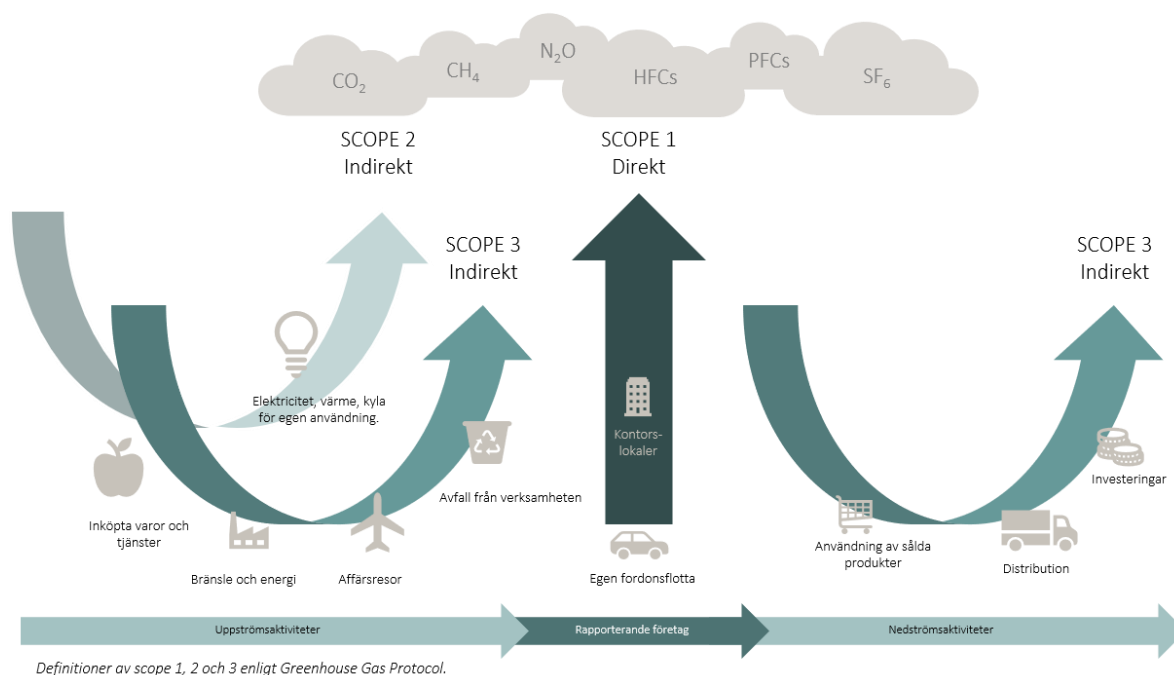 CO₂
CH₄
N₂O
HFCs
PFCs
SF₆
SCOPE 2
Indirekt
SCOPE 1
Direkt
SCOPE 3
Indirekt
SCOPE 3
Indirekt
Elektricitet, värme, kyla
för egen användning.
Kontors-
lokaler
Avfall från verksamheten
Investeringar
Inköpta varor och
tjänster
Bränsle och energi
Affärsresor
Egen fordonsflotta
Användning av sålda
produkter
Distribution
Uppströmsaktiviteter
Rapporterande företag
Nedströmsaktiviteter
Definitioner av scope 1, 2 och 3 enligt Greenhouse Gas Protocol.